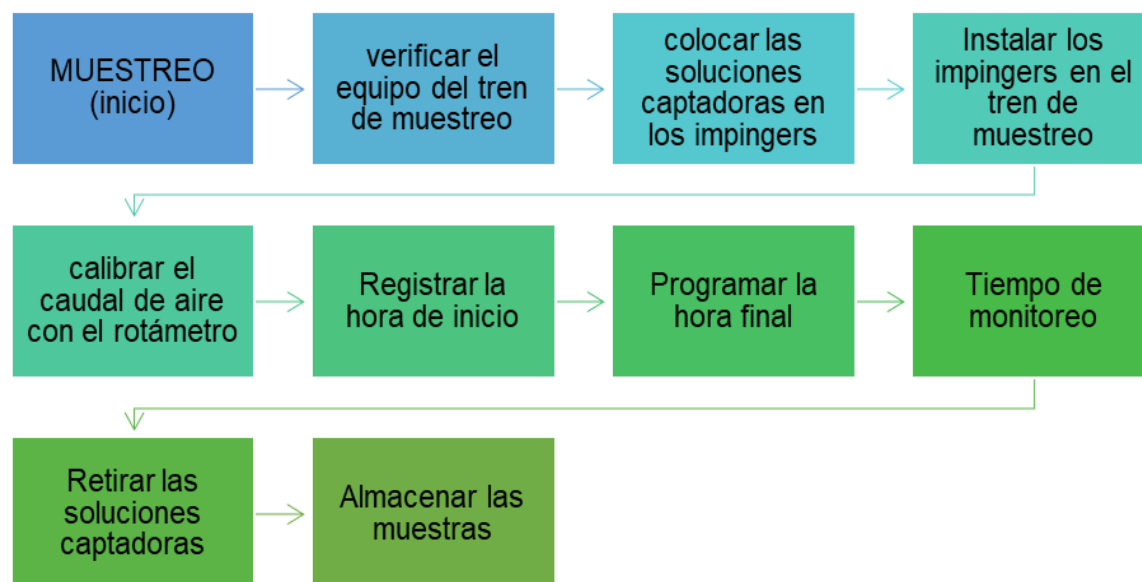 MUESTREO
(inicio)
verificar el
equipo del tren
de muestreo
colocar las
soluciones
captadoras en
los impingers
Instalar los
impingers en el
tren de
muestreo
calibrar el
caudal de aire
con el rotámetro
Registrar la
hora de inicio
Programar la
hora final
Tiempo de
monitoreo
Retirar las
soluciones
captadoras
Almacenar las
muestras